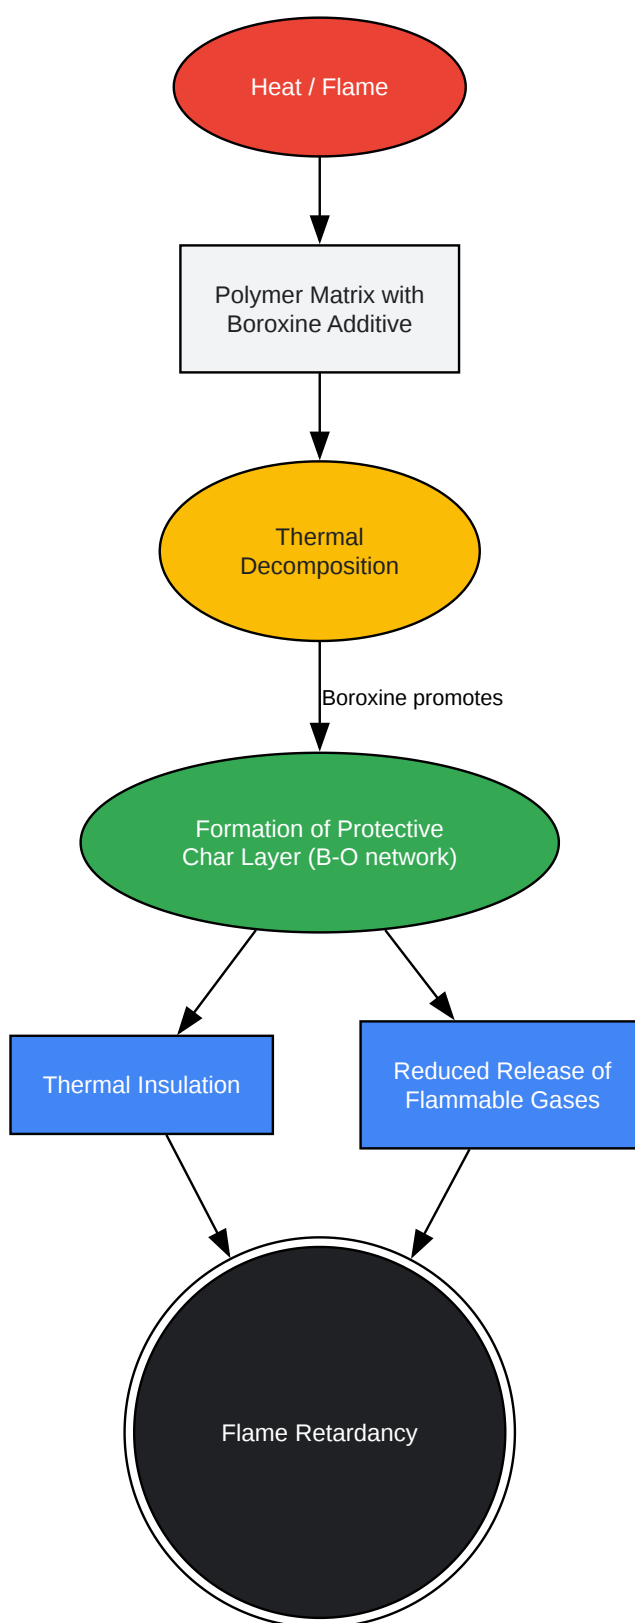 Heat / Flame
Polymer Matrix with
Boroxine Additive
Thermal
Decomposition
Boroxine promotes
Formation of Protective
Char Layer (B-O network)
Thermal Insulation
Reduced Release of
Flammable Gases
Flame Retardancy